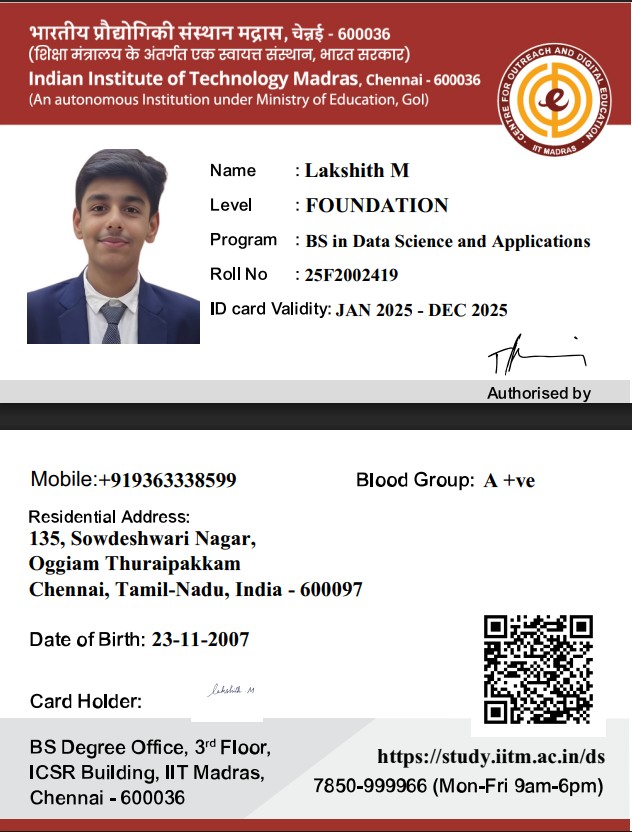 भारतीय प्रौद्योगिकी संस्थान मद्रास, चेन्नई - 600036
(शिक्षा मंत्रालय के अंतर्गत एक स्वायत्त संस्थान, भारत सरकार)
Indian Institute of Technology Madras, Chennai - 600036
(An autonomous Institution under Ministry of Education, GoI)
CENTRE FOR OUTREACH AND DIGITAL EDUCATION
IIT MADRAS
Name : Lakshith M
Level : FOUNDATION
Program : BS in Data Science and Applications
Roll No : 25F2002419
ID card Validity: JAN 2025 - DEC 2025
Authorised by
Mobile:+919363338599 Blood Group: A +ve
Residential Address:
135, Sowdeshwari Nagar,
Oggiam Thuraipakkam
Chennai, Tamil-Nadu, India - 600097
Date of Birth: 23-11-2007
Card Holder: Lakshith M
BS Degree Office, 3rd Floor,
ICSR Building, IIT Madras,
Chennai - 600036
https://study.iitm.ac.in/ds
7850-999966 (Mon-Fri 9am-6pm)